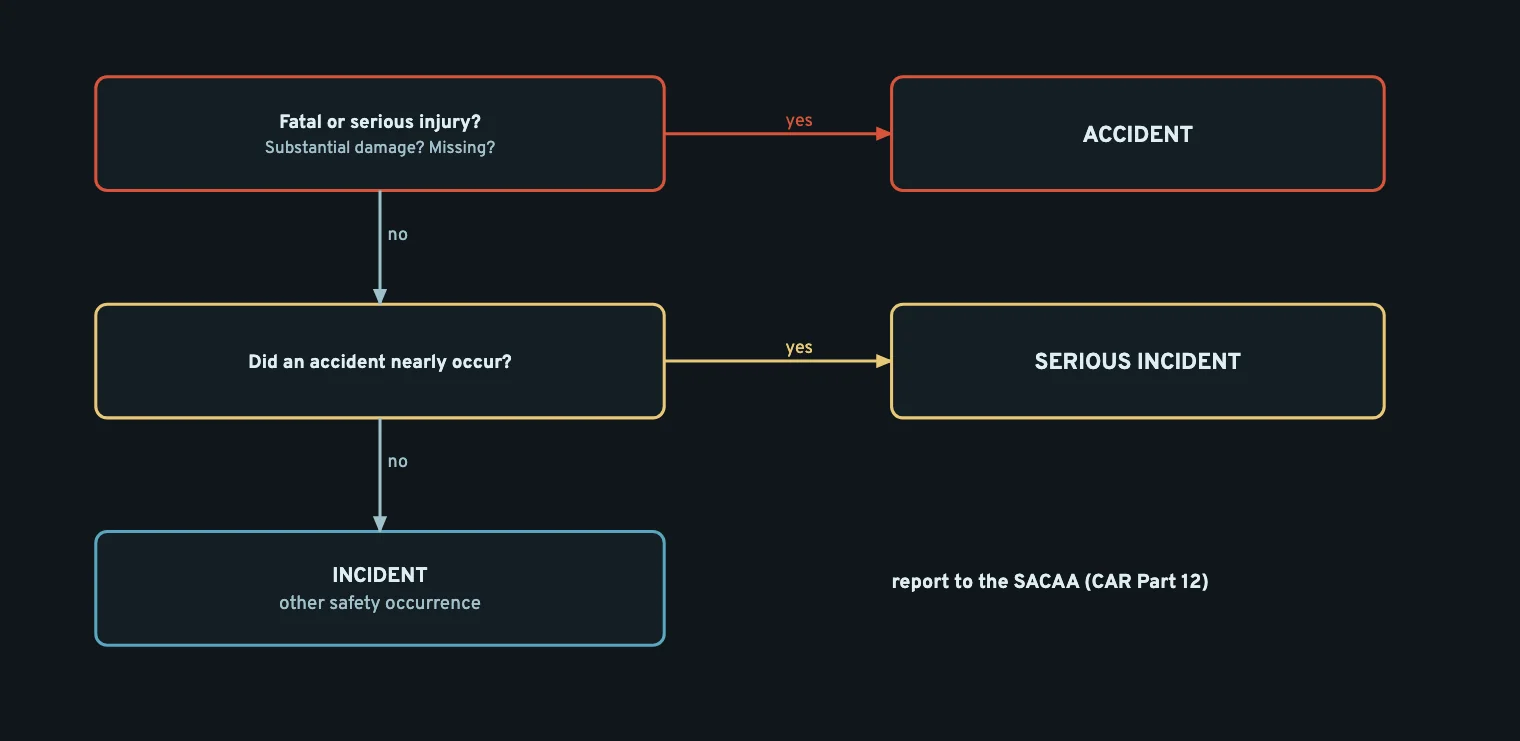 Fatal or serious injury?
Substantial damage? Missing?
yes
ACCIDENT
no
Did an accident nearly occur?
yes
SERIOUS INCIDENT
no
INCIDENT
other safety occurrence
report to the SACAA (CAR Part 12)